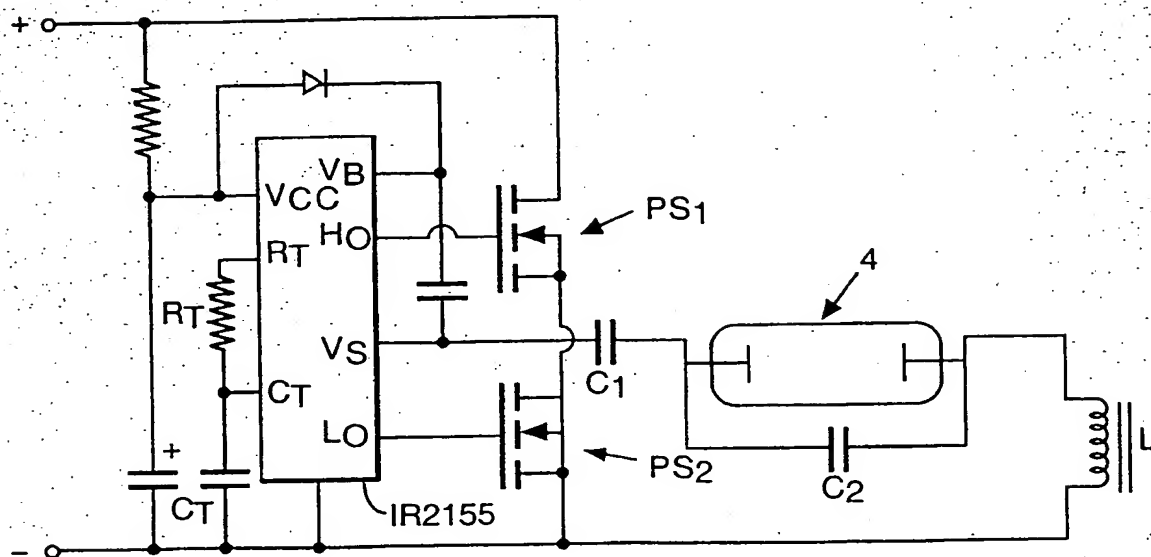 +
VB
VCC
PS1
HO
RT
4
RT
VS
C1
CT
LO
L
+
PS2
C2
CT
IR2155
-